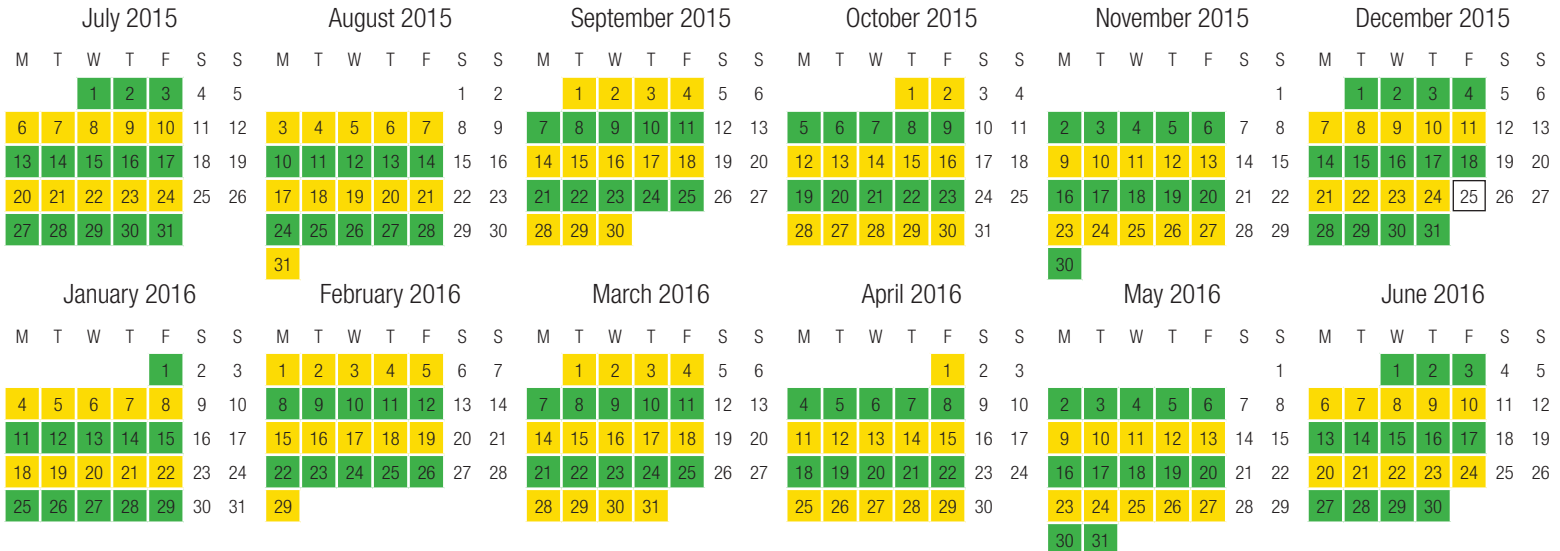 July 2015
M T W T F S S
1 2 3 4 5
6 7 8 9 10 11 12
13 14 15 16 17 18 19
20 21 22 23 24 25 26
27 28 29 30 31
August 2015
M T W T F S S
1 2
3 4 5 6 7 8 9
10 11 12 13 14 15 16
17 18 19 20 21 22 23
24 25 26 27 28 29 30
31
September 2015
M T W T F S S
1 2 3 4 5 6
7 8 9 10 11 12 13
14 15 16 17 18 19 20
21 22 23 24 25 26 27
28 29 30
October 2015
M T W T F S S
1 2 3 4
5 6 7 8 9 10 11
12 13 14 15 16 17 18
19 20 21 22 23 24 25
28 27 28 29 30 31
November 2015
M T W T F S S
1
2 3 4 5 6 7 8
9 10 11 12 13 14 15
16 17 18 19 20 21 22
23 24 25 26 27 28 29
30
December 2015
M T W T F S S
1 2 3 4 5 6
7 8 9 10 11 12 13
14 15 16 17 18 19 20
21 22 23 24 25 26 27
28 29 30 31
January 2016
M T W T F S S
1 2 3
4 5 6 7 8 9 10
11 12 13 14 15 16 17
18 19 20 21 22 23 24
25 26 27 28 29 30 31
February 2016
M T W T F S S
1 2 3 4 5 6 7
8 9 10 11 12 13 14
15 16 17 18 19 20 21
22 23 24 25 26 27 28
29
March 2016
M T W T F S S
1 2 3 4 5 6
7 8 9 10 11 12 13
14 15 16 17 18 19 20
21 22 23 24 25 26 27
28 29 30 31
April 2016
M T W T F S S
1 2 3
4 5 6 7 8 9 10
11 12 13 14 15 16 17
18 19 20 21 22 23 24
25 26 27 28 29 30
May 2016
M T W T F S S
1
2 3 4 5 6 7 8
9 10 11 12 13 14 15
16 17 18 19 20 21 22
23 24 25 26 27 28 29
30 31
June 2016
M T W T F S S
1 2 3 4 5
6 7 8 9 10 11 12
13 14 15 16 17 18 19
20 21 22 23 24 25 26
27 28 29 30